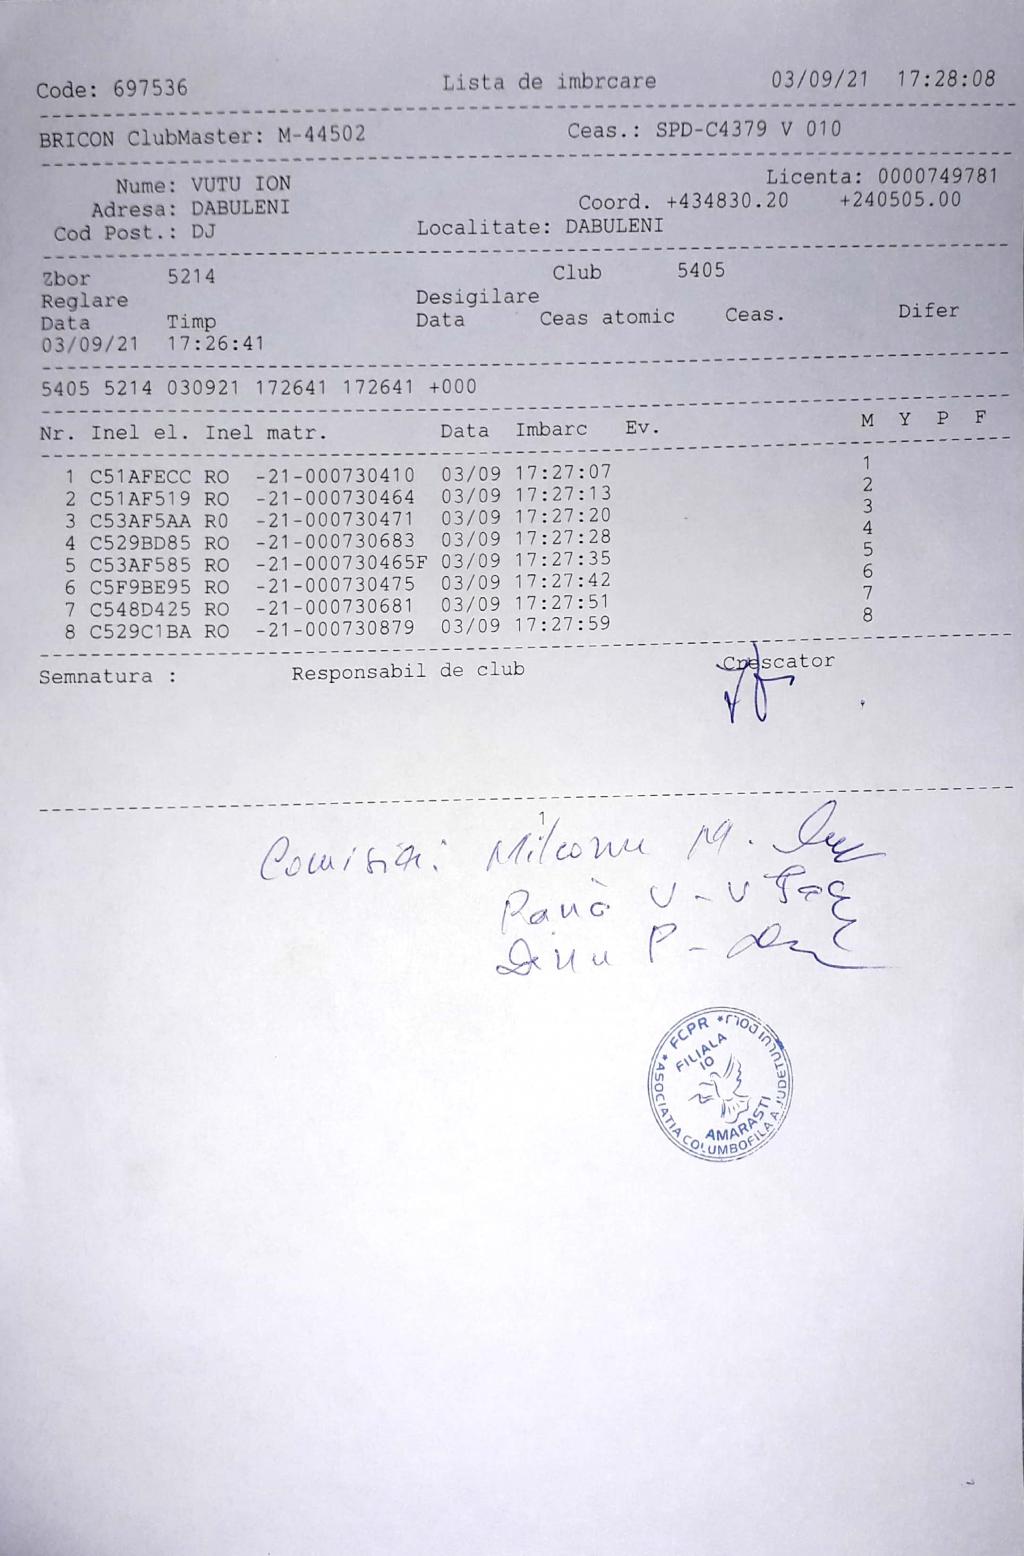 Code: 697536 Lista de imbrcare 03/09/21 17:28:08
BRICON ClubMaster: M-44502 Ceas.: SPD-C4379 V 010
Nume: VUTU ION Licenta: 0000749781
Adresa: DABULENI Coord. +434830.20 +240505.00
Cod Post.: DJ Localitate: DABULENI
Zbor 5214 Club 5405
Reglare Desigilare
Data Timp Data Ceas atomic Ceas. Difer
03/09/21 17:26:41
5405 5214 030921 172641 172641 +000
Nr. Inel el. Inel matr. Data Imbarc Ev. M Y P F
1 C51AFECC RO -21-000730410 03/09 17:27:07 1
2 C51AF519 RO -21-000730464 03/09 17:27:13 2
3 C53AF5AA RO -21-000730471 03/09 17:27:20 3
4 C529BD85 RO -21-000730683 03/09 17:27:28 4
5 C53AF585 RO -21-000730465F 03/09 17:27:35 5
6 C5F9BE95 RO -21-000730475 03/09 17:27:42 6
7 C548D425 RO -21-000730681 03/09 17:27:51 7
8 C529C1BA RO -21-000730879 03/09 17:27:59 8
Semnatura : Responsabil de club Crescator
1
Comisia: M.
Pană V-V
Dinu P-
* FCPR *
ASOCIATIA COLUMBOFILA A JUDETULUI DOLJ
FILIALA
10
AMARASTI